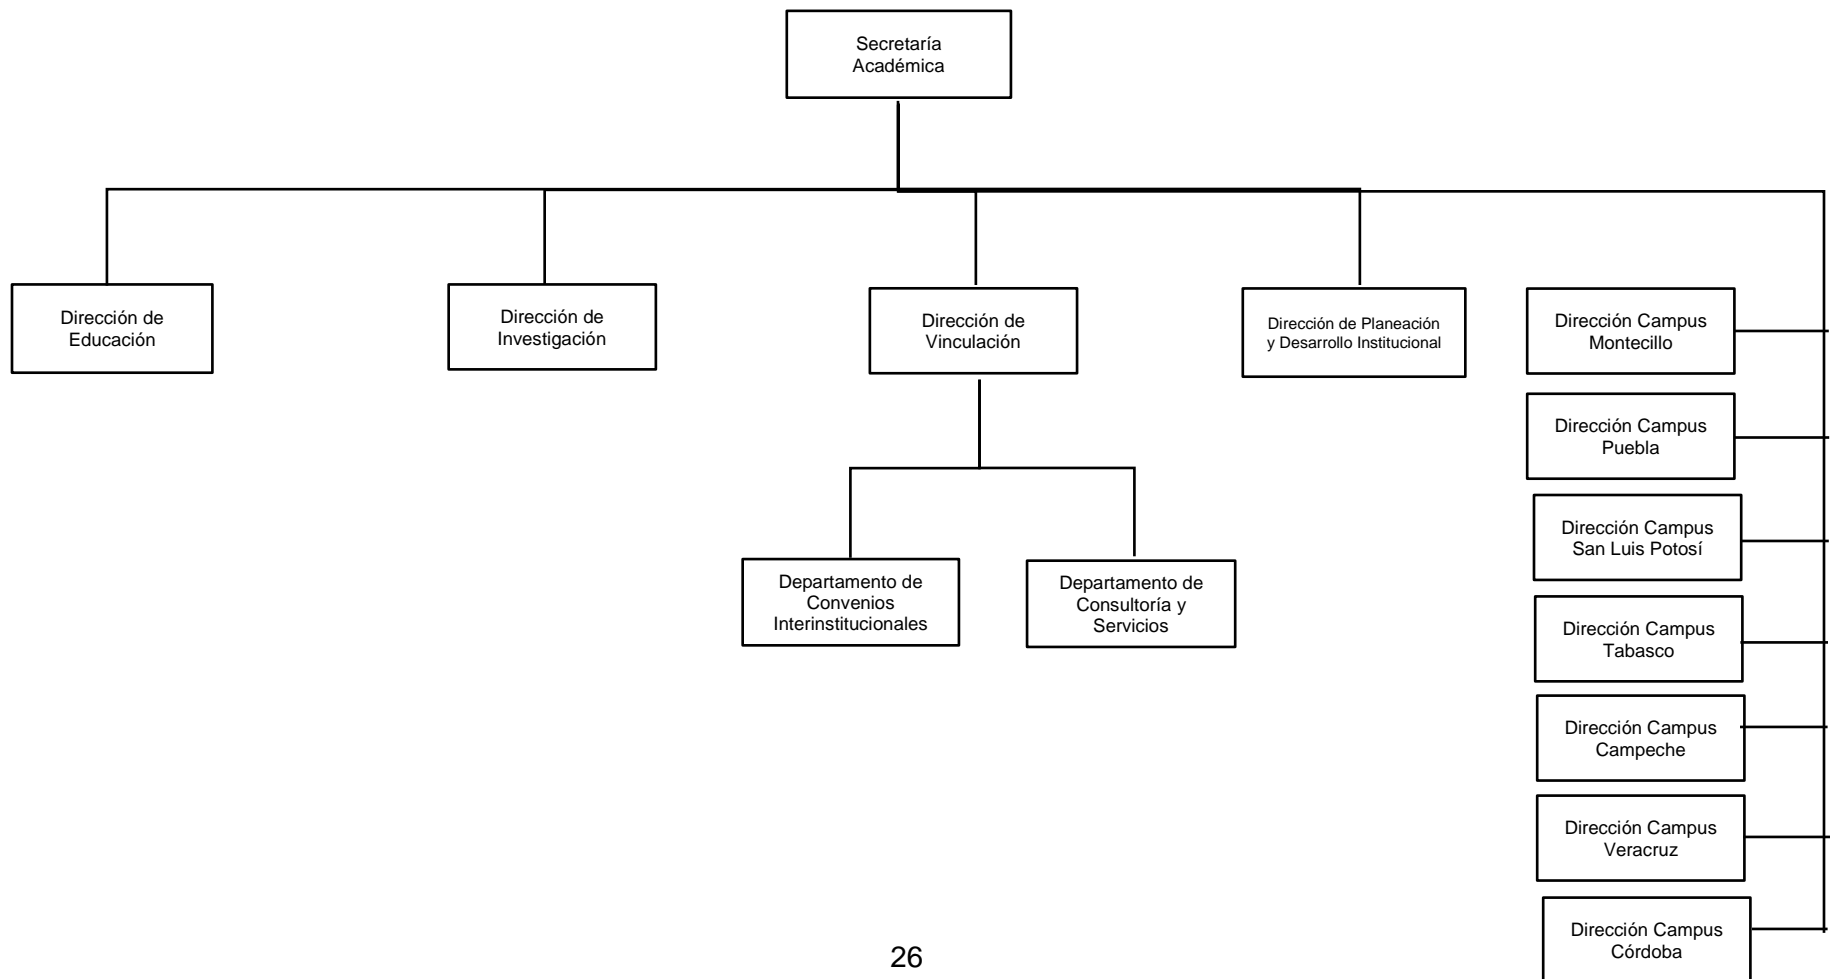 Secretaría
Académica
Dirección de
Educación
Dirección de
Investigación
Dirección de
Vinculación
Dirección de Planeación
y Desarrollo Institucional
Dirección Campus
Montecillo
Dirección Campus
Puebla
Dirección Campus
San Luis Potosí
Departamento de
Convenios
Interinstitucionales
Departamento de
Consultoría y
Servicios
Dirección Campus
Tabasco
Dirección Campus
Campeche
Dirección Campus
Veracruz
Dirección Campus
Córdoba
26